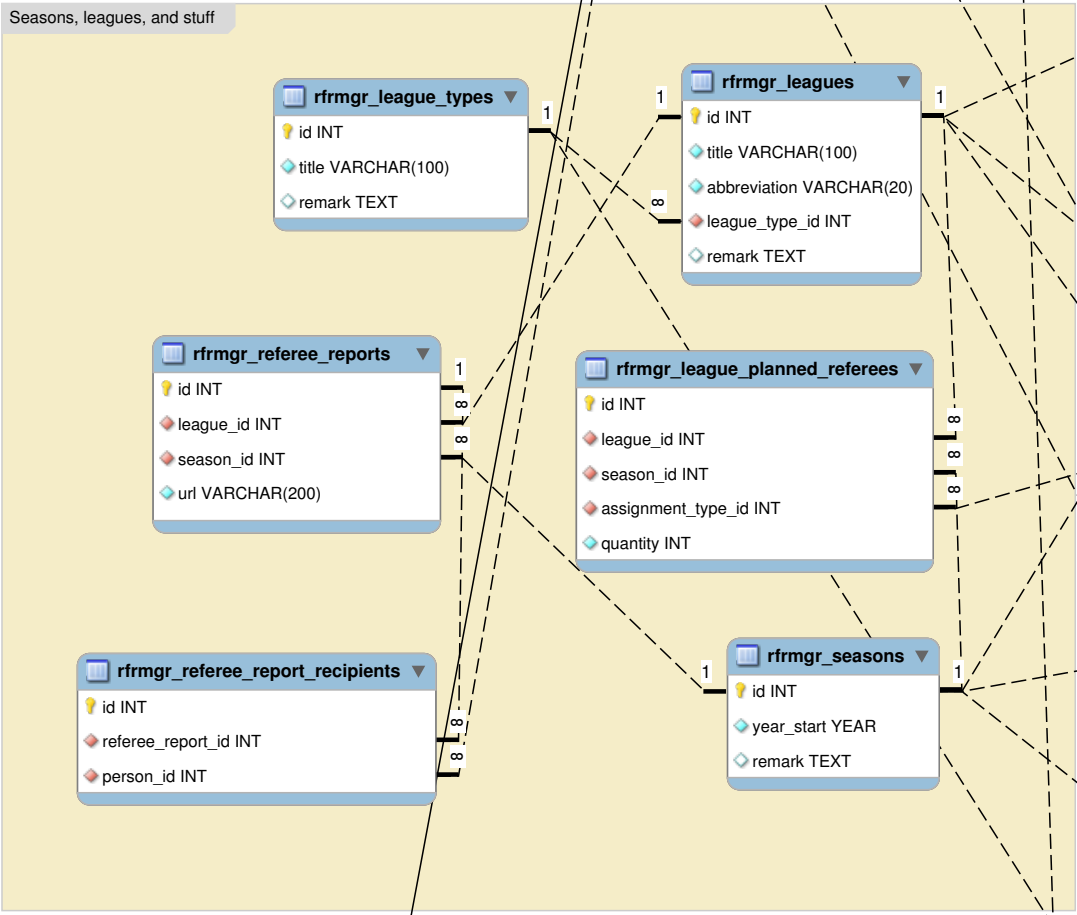 Seasons, leagues, and stuff
rfrmgr_league_types
id INT
title VARCHAR(100)
remark TEXT
1
rfrmgr_leagues
id INT
title VARCHAR(100)
abbreviation VARCHAR(20)
league_type_id INT
remark TEXT
1
∞
1
rfrmgr_referee_reports
id INT
league_id INT
season_id INT
url VARCHAR(200)
1
∞
∞
rfrmgr_league_planned_referees
id INT
league_id INT
season_id INT
assignment_type_id INT
quantity INT
∞
∞
∞
rfrmgr_referee_report_recipients
id INT
referee_report_id INT
person_id INT
∞
∞
rfrmgr_seasons
id INT
year_start YEAR
remark TEXT
1
1